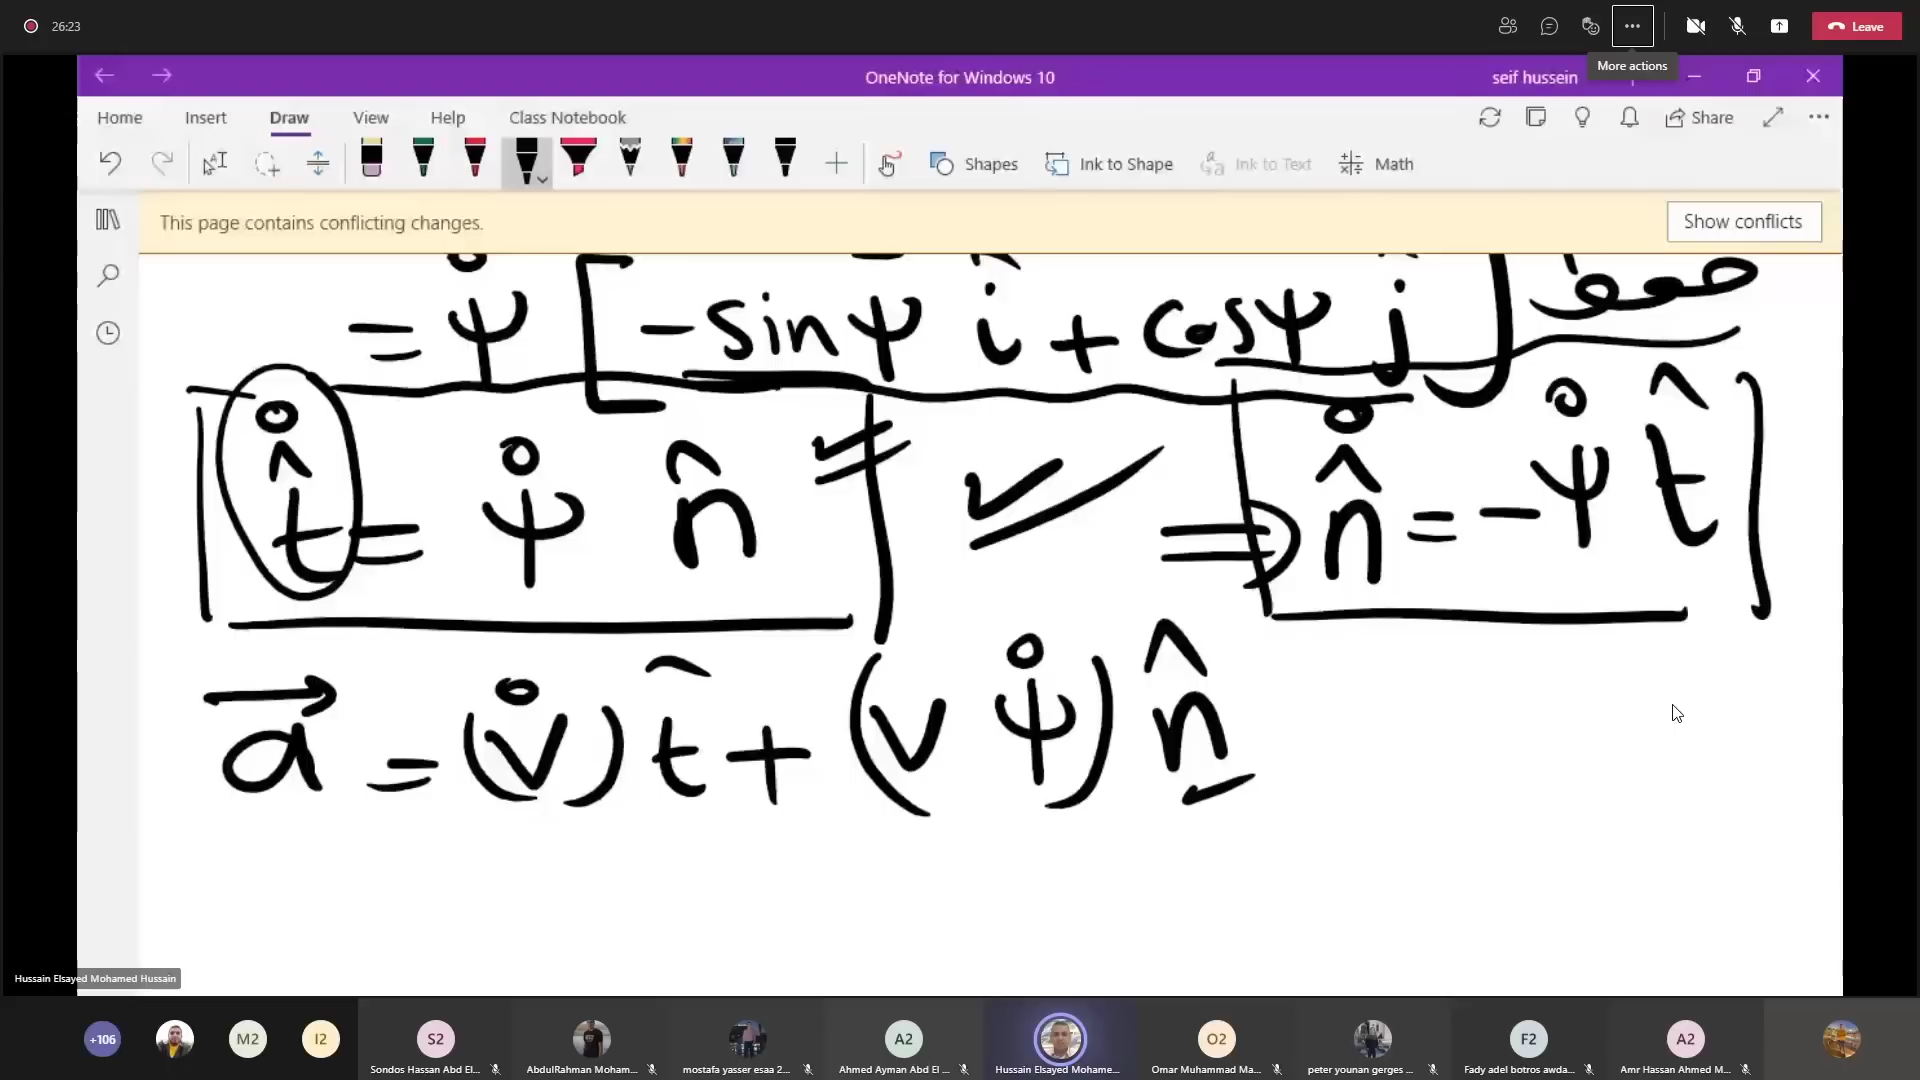 26:23
Leave
More actions
OneNote for Windows 10
seif hussein
Home Insert Draw View Help Class Notebook
Share
Shapes Ink to Shape Ink to Text Math
This page contains conflicting changes.
Show conflicts
= ψ̊ [-sinψ î + cosψ ĵ]
t̂̊ = ψ̊ n̂ ⇒ n̂̊ = -ψ̊ t̂
a⃗ = (v̊) t̂ + (v ψ̊) n̂
Hussain Elsayed Mohamed Hussain
+106 M2 I2 S2 A2 O2 F2 A2
Sondos Hassan Abd El... AbdulRahman Moham... mostafa yasser esaa 2... Ahmed Ayman Abd El ... Hussain Elsayed Mohame... Omar Muhammad Ma... peter younan gerges ... Fady adel botros awda... Amr Hassan Ahmed M...